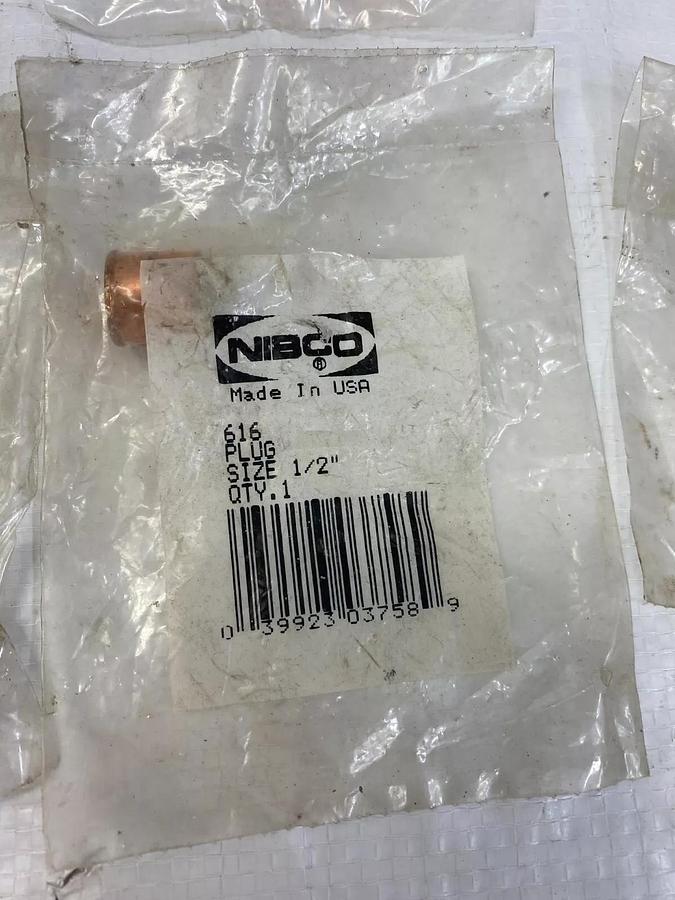 NIBCO
®
Made In USA
616
PLUG
SIZE 1/2"
QTY.1
0 39923 03758 9